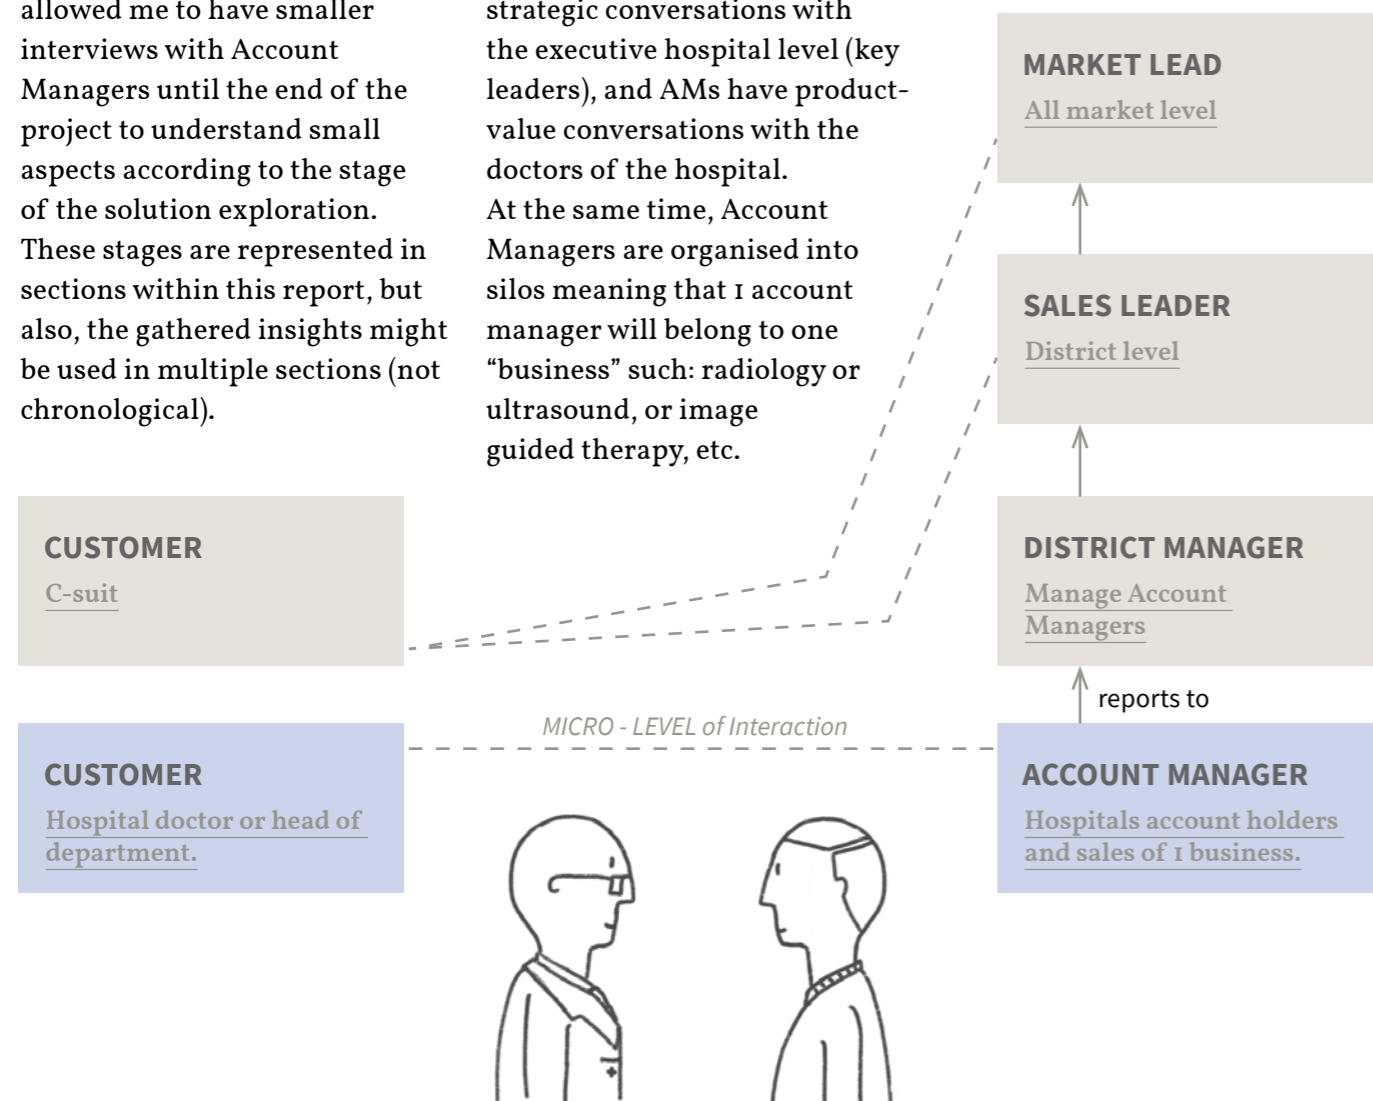 allowed me to have smaller
interviews with Account
Managers until the end of the
project to understand small
aspects according to the stage
of the solution exploration.
These stages are represented in
sections within this report, but
also, the gathered insights might
be used in multiple sections (not
chronological).
strategic conversations with
the executive hospital level (key
leaders), and AMs have product-
value conversations with the
doctors of the hospital.
At the same time, Account
Managers are organised into
silos meaning that 1 account
manager will belong to one
“business” such: radiology or
ultrasound, or image
guided therapy, etc.
MARKET LEAD
All market level
SALES LEADER
District level
CUSTOMER
C-suit
DISTRICT MANAGER
Manage Account
Managers
reports to
MICRO - LEVEL of Interaction
CUSTOMER
Hospital doctor or head of
department.
ACCOUNT MANAGER
Hospitals account holders
and sales of 1 business.